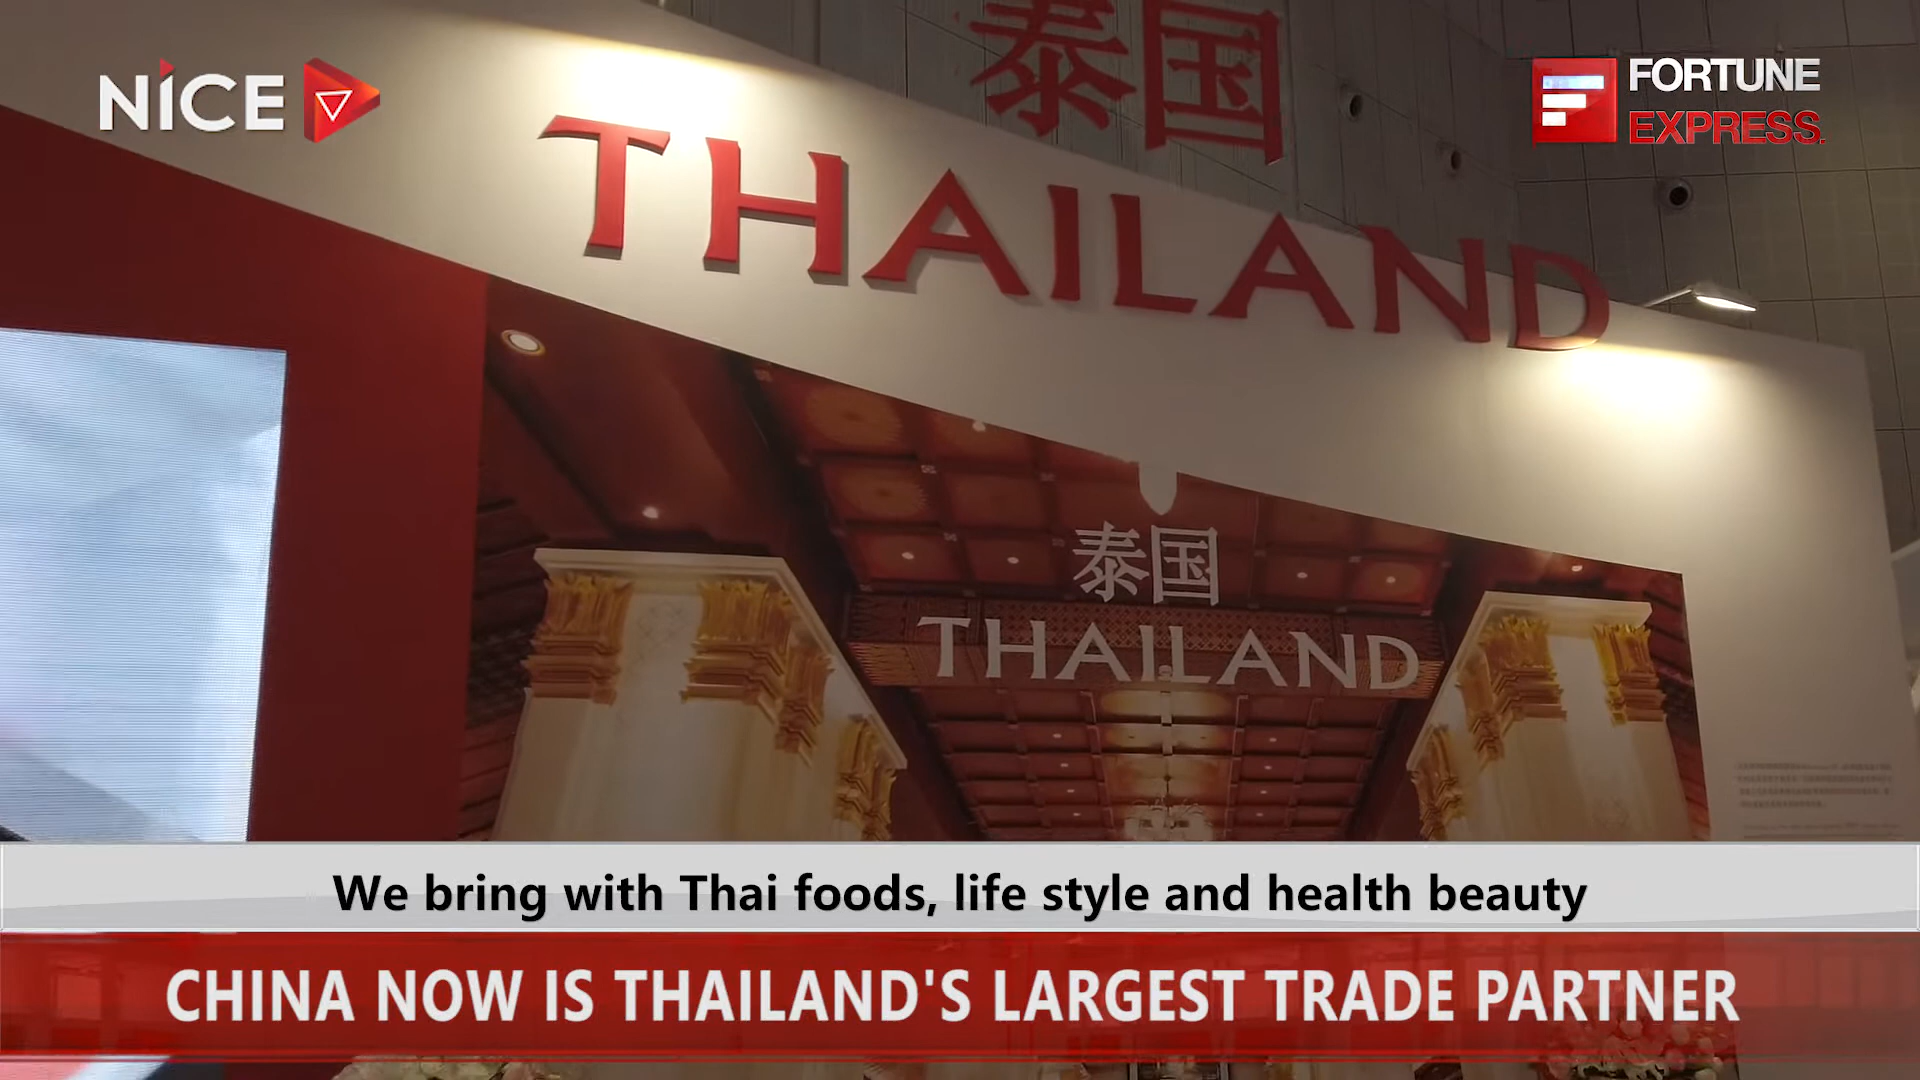 NiCE
FORTUNE
EXPRESS.
泰国
THAILAND
泰国
THAILAND
We bring with Thai foods, life style and health beauty
CHINA NOW IS THAILAND'S LARGEST TRADE PARTNER